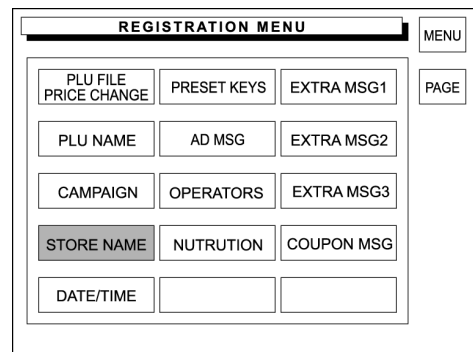 REGISTRATION MENU
MENU
PLU FILE
PRICE CHANGE
PRESET KEYS
EXTRA MSG1
PAGE
PLU NAME
AD MSG
EXTRA MSG2
CAMPAIGN
OPERATORS
EXTRA MSG3
STORE NAME
NUTRUTION
COUPON MSG
DATE/TIME